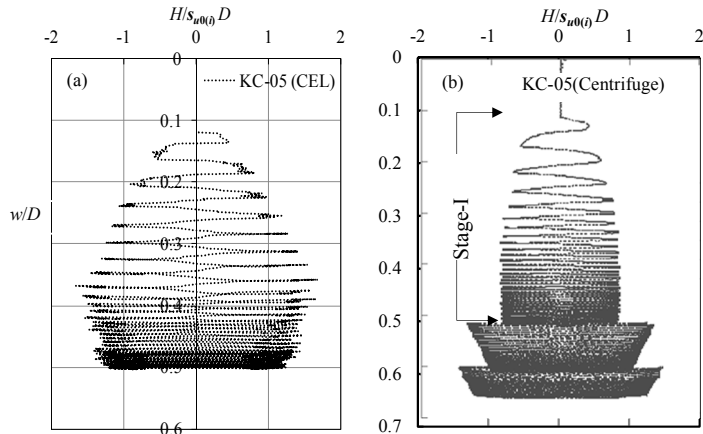 H/su0(i)D
-2 -1 0 1 2
0
(a)
KC-05 (CEL)
0.1
0.2
w/D
0.3
0.4
0.5
0.6
H/su0(i)D
-2 -1 0 1 2
0
(b)
KC-05(Centrifuge)
0.1
0.2
Stage-I
0.3
0.4
0.5
0.6
0.7